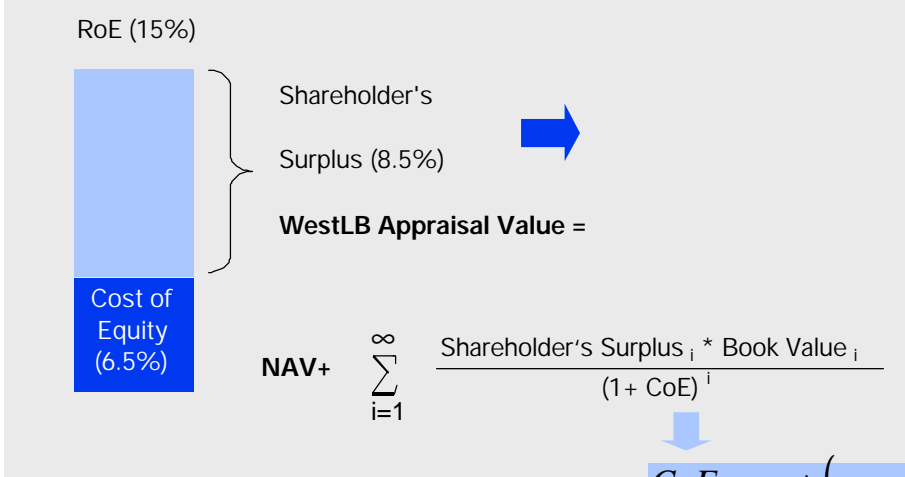 RoE (15%)
Shareholder's
Surplus (8.5%)
WestLB Appraisal Value =
Cost of
Equity
(6.5%)
NAV+ ∞ ∑ i=1 Shareholder‘s Surplus i * Book Value i
(1+ CoE) i